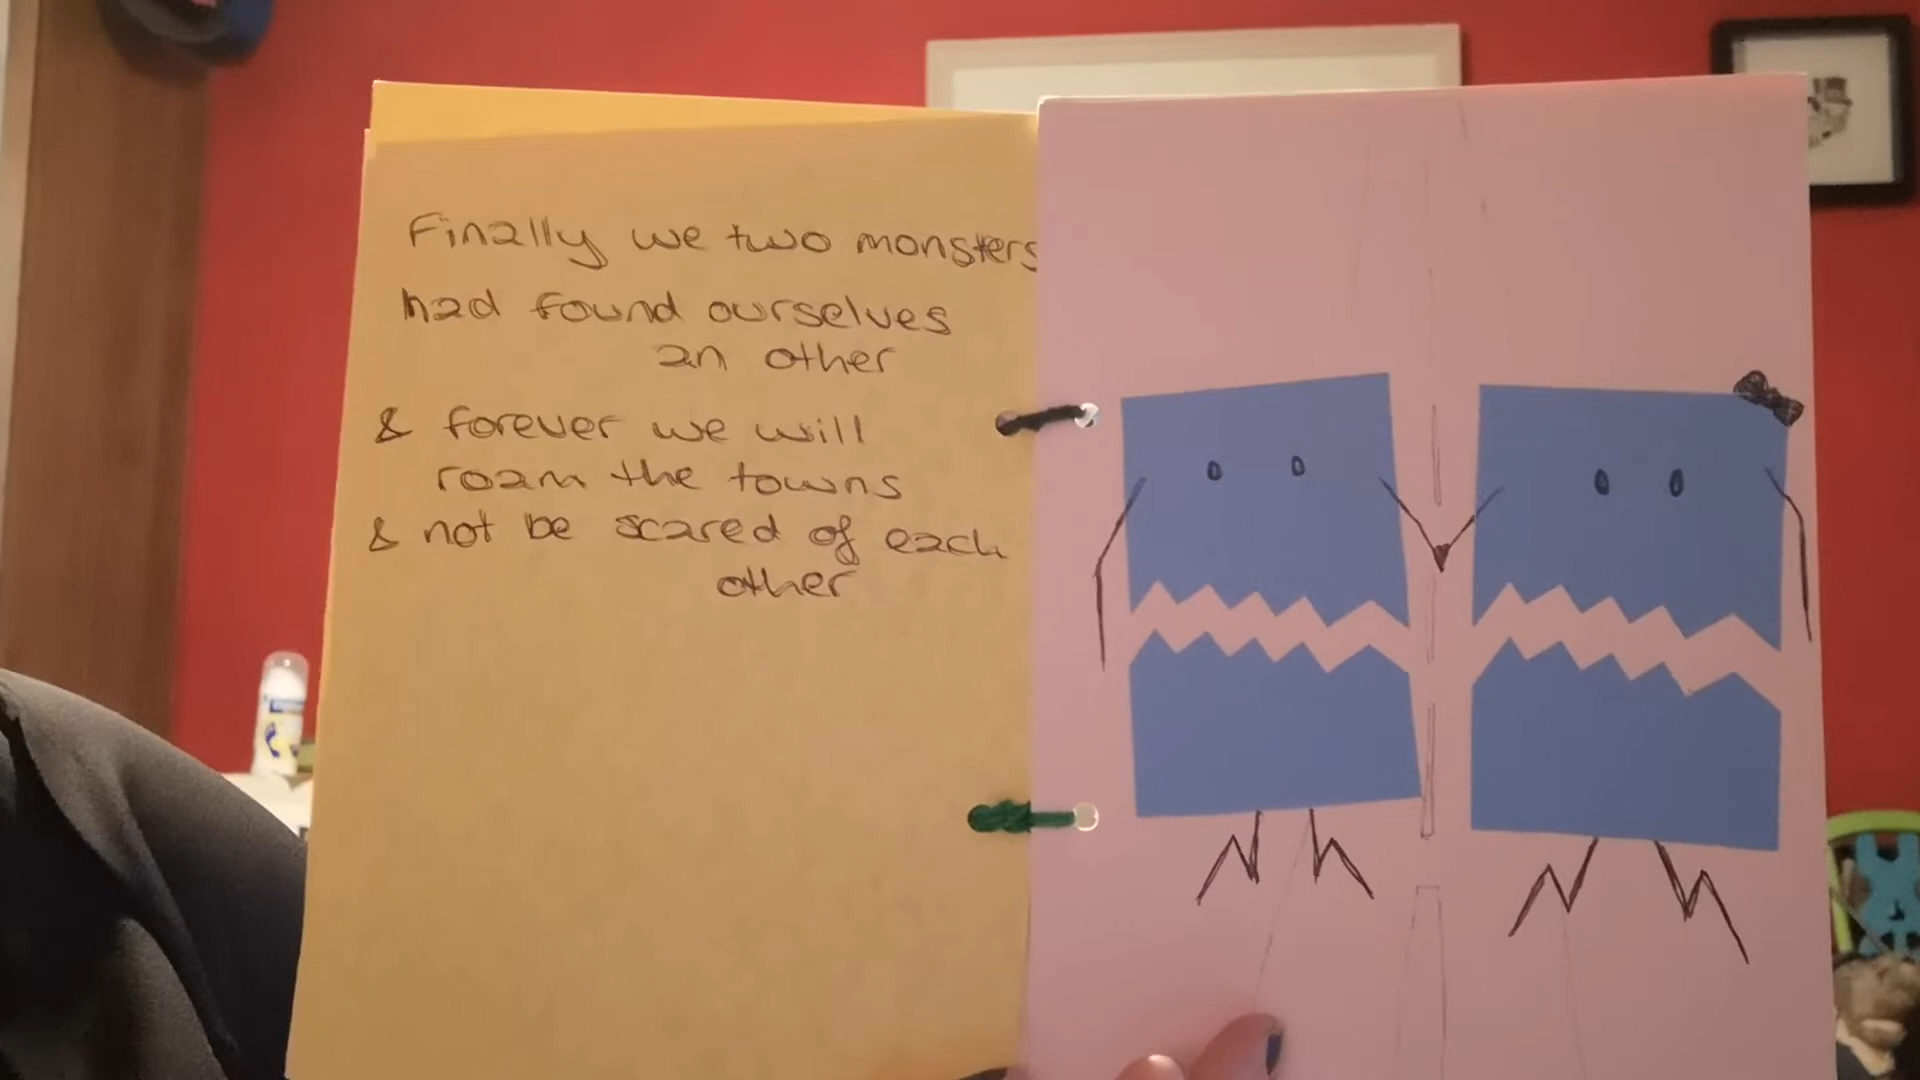 Finally we two monsters
had found ourselves
an other
& forever we will
roam the towns
& not be scared of each
other